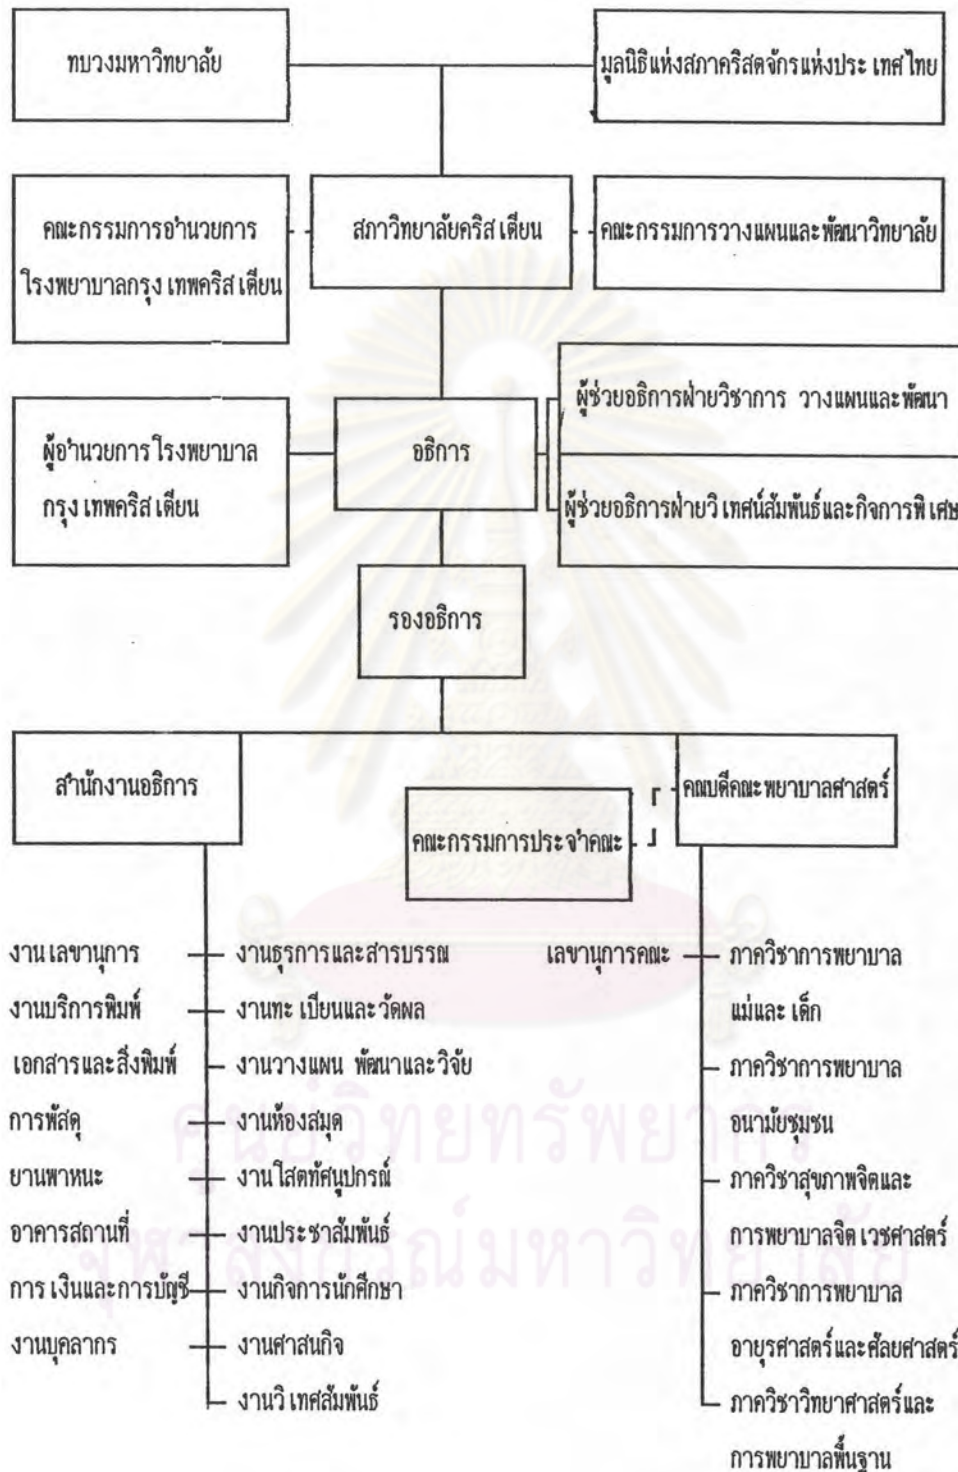 ทบวงมหาวิทยาลัย
มูลนิธิแห่งสภาคริสตจักรแห่งประเทศไทย
คณะกรรมการอำนวยการ
โรงพยาบาลกรุงเทพคริสเตียน
สภาวิทยาลัยคริสเตียน
คณะกรรมการวางแผนและพัฒนาวิทยาลัย
ผู้อำนวยการโรงพยาบาล
กรุงเทพคริสเตียน
อธิการ
ผู้ช่วยอธิการฝ่ายวิชาการ วางแผนและพัฒนา
ผู้ช่วยอธิการฝ่ายวิเทศน์สัมพันธ์และกิจการพิเศษ
รองอธิการ
สำนักงานอธิการ
คณะกรรมการประจำคณะ
คณบดีคณะพยาบาลศาสตร์
งานเลขานุการ
งานบริการพิมพ์
เอกสารและสิ่งพิมพ์
การพัสดุ
ยานพาหนะ
อาคารสถานที่
การเงินและการบัญชี
งานบุคลากร
งานธุรการและสารบรรณ
งานทะเบียนและวัดผล
งานวางแผน พัฒนาและวิจัย
งานห้องสมุด
งานโสตทัศนูปกรณ์
งานประชาสัมพันธ์
งานกิจการนักศึกษา
งานศาสนกิจ
งานวิเทศสัมพันธ์
เลขานุการคณะ
ภาควิชาการพยาบาล
แม่และเด็ก
ภาควิชาการพยาบาล
อนามัยชุมชน
ภาควิชาสุขภาพจิตและ
การพยาบาลจิตเวชศาสตร์
ภาควิชาการพยาบาล
อายุรศาสตร์และศัลยศาสตร์
ภาควิชาวิทยาศาสตร์และ
การพยาบาลพื้นฐาน
ศูนย์วิทยทรัพยากร
จุฬาลงกรณ์มหาวิทยาลัย